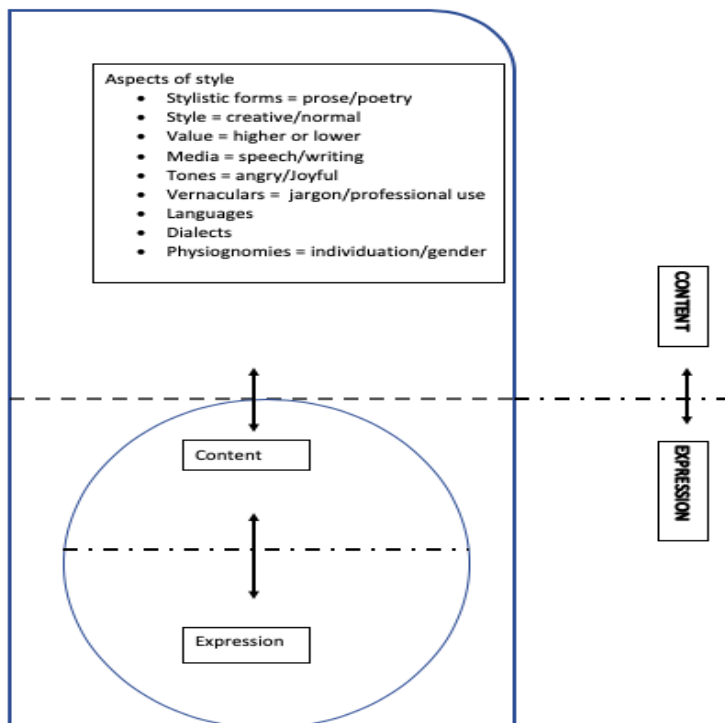 Aspects of style
• Stylistic forms = prose/poetry
• Style = creative/normal
• Value = higher or lower
• Media = speech/writing
• Tones = angry/Joyful
• Vernaculars = jargon/professional use
• Languages
• Dialects
• Physiognomies = individuation/gender
CONTENT
Content
EXPRESSION
Expression